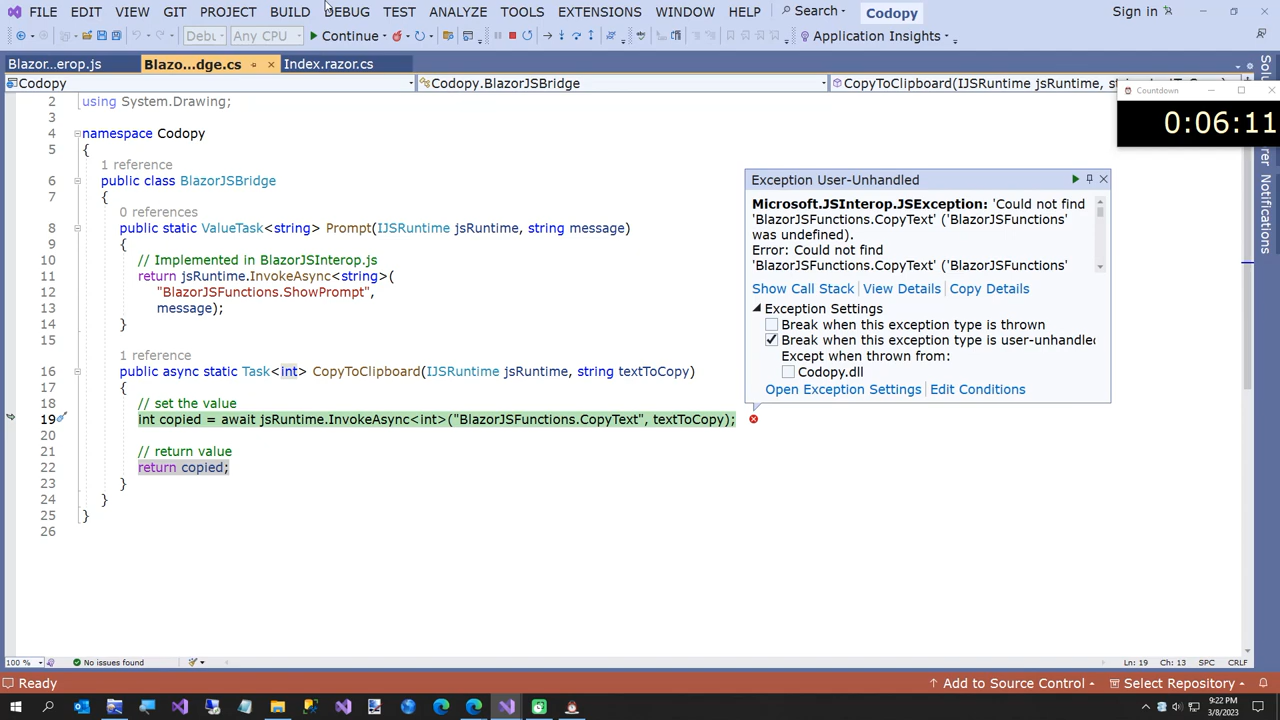 FILE EDIT VIEW GIT PROJECT BUILD DEBUG TEST ANALYZE TOOLS EXTENSIONS WINDOW HELP Search Codopy Sign in
Debu Any CPU Continue Application Insights
Blazor...erop.js Blazo...dge.cs Index.razor.cs
Codopy Codopy.BlazorJSBridge CopyToClipboard(IJSRuntime jsRuntime, st
Countdown
0:06:11
2 using System.Drawing;
3
4 namespace Codopy
5 {
1 reference
6 public class BlazorJSBridge
7 {
0 references
8 public static ValueTask<string> Prompt(IJSRuntime jsRuntime, string message)
9 {
10 // Implemented in BlazorJSInterop.js
11 return jsRuntime.InvokeAsync<string>(
12 "BlazorJSFunctions.ShowPrompt",
13 message);
14 }
15
1 reference
16 public async static Task<int> CopyToClipboard(IJSRuntime jsRuntime, string textToCopy)
17 {
18 // set the value
19 int copied = await jsRuntime.InvokeAsync<int>("BlazorJSFunctions.CopyText", textToCopy);
20
21 // return value
22 return copied;
23 }
24 }
25 }
26
Exception User-Unhandled
Microsoft.JSInterop.JSException: 'Could not find
'BlazorJSFunctions.CopyText' ('BlazorJSFunctions'
was undefined).
Error: Could not find
'BlazorJSFunctions.CopyText' ('BlazorJSFunctions'
Show Call Stack View Details Copy Details
Exception Settings
Break when this exception type is thrown
Break when this exception type is user-unhandled
Except when thrown from:
Codopy.dll
Open Exception Settings Edit Conditions
Notifications
100 % No issues found Ln: 19 Ch: 13 SPC CRLF
Ready Add to Source Control Select Repository
9:22 PM
3/8/2023